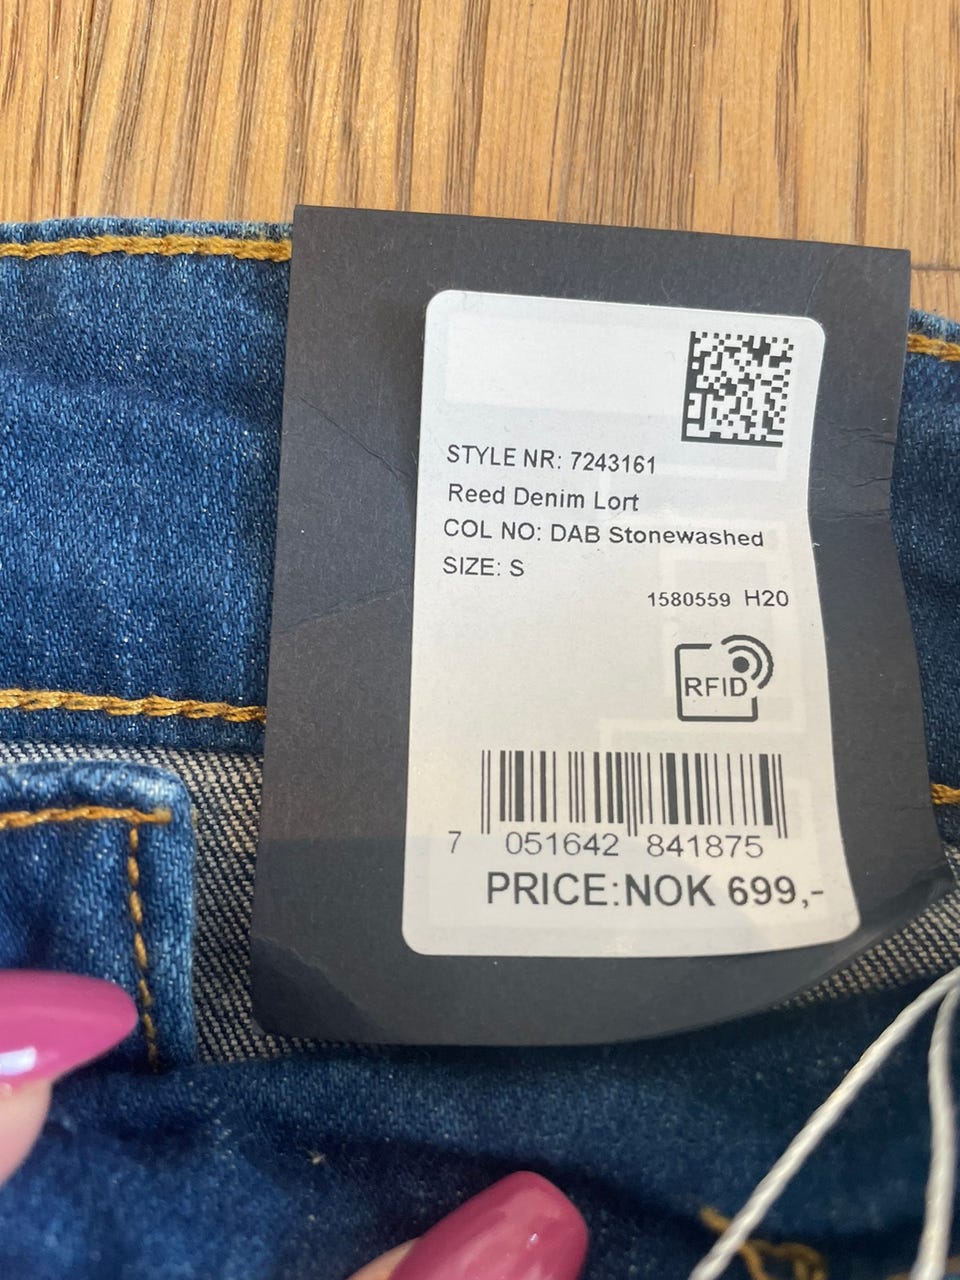 STYLE NR: 7243161
Reed Denim Lort
COL NO: DAB Stonewashed
SIZE: S
1580559 H20
RFID
7 051642 841875
PRICE:NOK 699,-